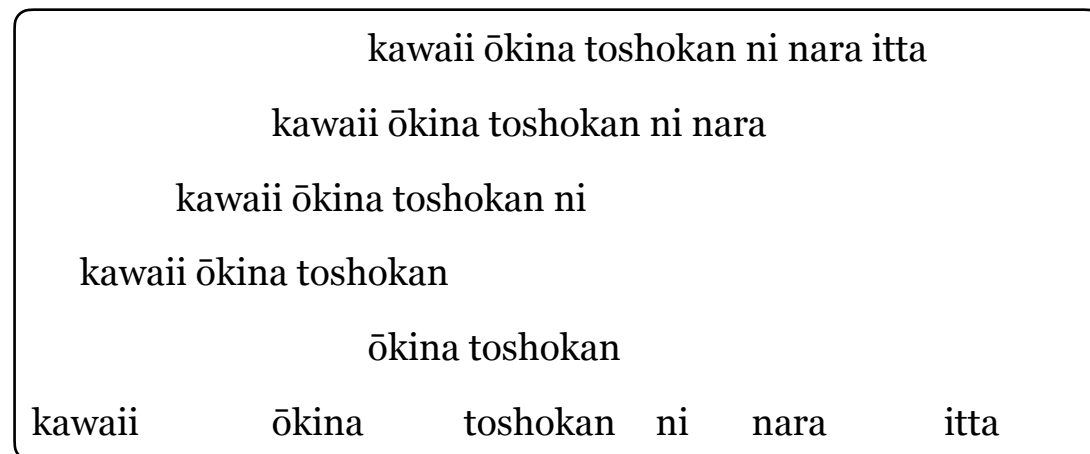 kawaii ōkina toshokan ni nara itta
kawaii ōkina toshokan ni nara
kawaii ōkina toshokan ni
kawaii ōkina toshokan
ōkina toshokan
kawaii ōkina toshokan ni nara itta